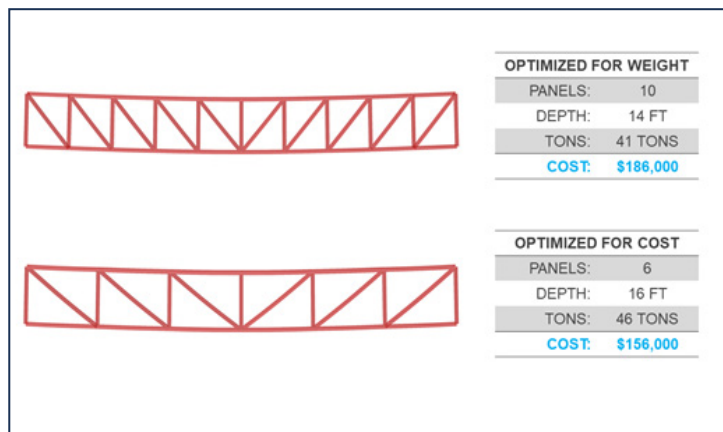 OPTIMIZED FOR WEIGHT
PANELS: 10
DEPTH: 14 FT
TONS: 41 TONS
COST: $186,000
OPTIMIZED FOR COST
PANELS: 6
DEPTH: 16 FT
TONS: 46 TONS
COST: $156,000